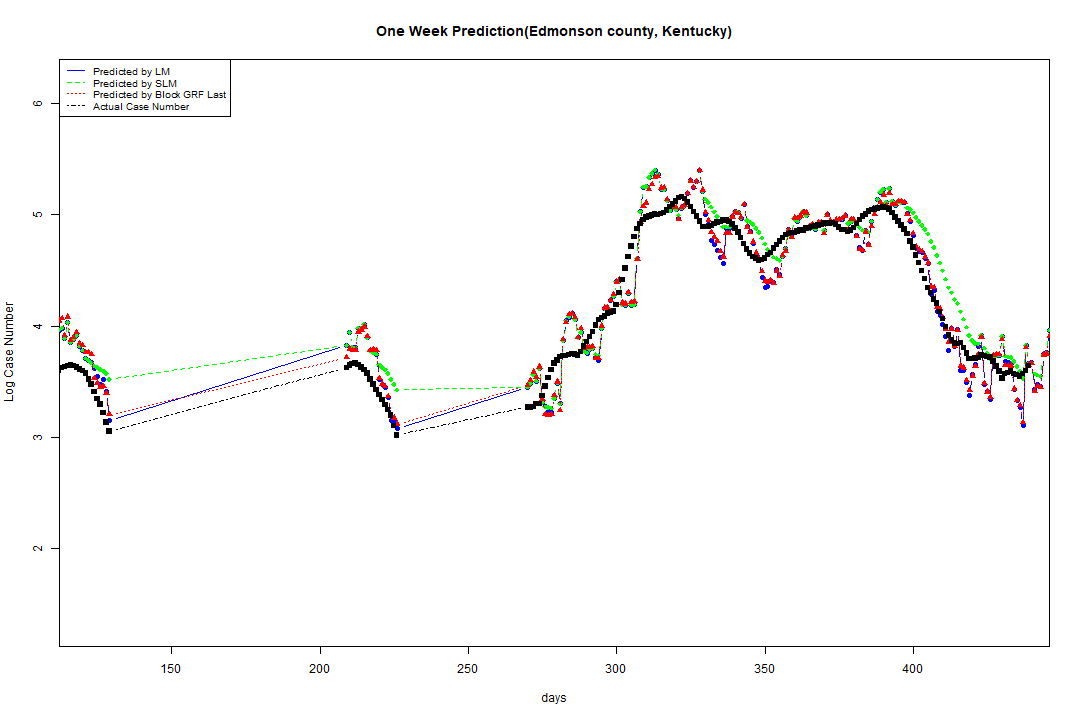 One Week Prediction(Edmonson county, Kentucky)
Predicted by LM
Predicted by SLM
Predicted by Block GRF Last
Actual Case Number
6
5
4
3
2
Log Case Number
150
200
250
300
350
400
days